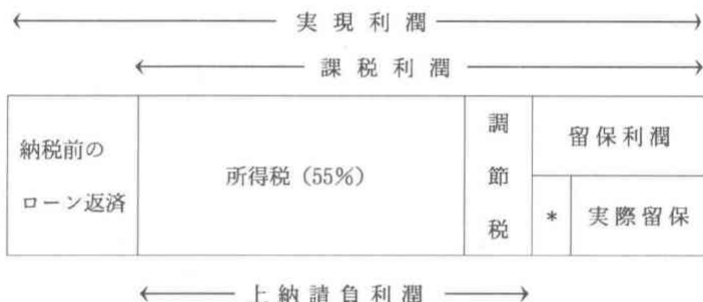 実現利潤
課税利潤
納税前の
ローン返済
所得税（55％）
調節税
留保利潤
*
実際留保
上納請負利潤